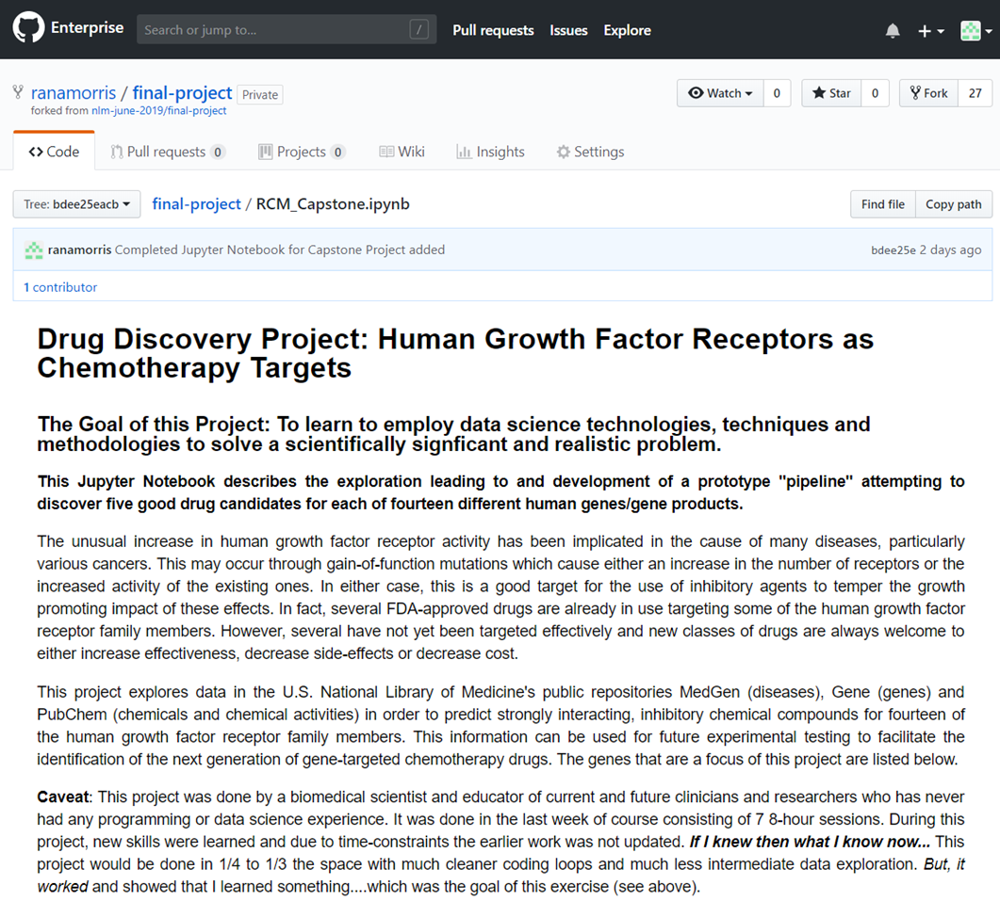 Enterprise Search or jump to... / Pull requests Issues Explore
ranamorris / final-project Private Watch 0 Star 0 Fork 27
forked from nlm-june-2019/final-project
Code Pull requests 0 Projects 0 Wiki Insights Settings
Tree: bdee25eacb final-project / RCM_Capstone.ipynb Find file Copy path
ranamorris Completed Jupyter Notebook for Capstone Project added bdee25e 2 days ago
1 contributor
Drug Discovery Project: Human Growth Factor Receptors as
Chemotherapy Targets
The Goal of this Project: To learn to employ data science technologies, techniques and
methodologies to solve a scientifically signficant and realistic problem.
This Jupyter Notebook describes the exploration leading to and development of a prototype "pipeline" attempting to
discover five good drug candidates for each of fourteen different human genes/gene products.
The unusual increase in human growth factor receptor activity has been implicated in the cause of many diseases, particularly
various cancers. This may occur through gain-of-function mutations which cause either an increase in the number of receptors or the
increased activity of the existing ones. In either case, this is a good target for the use of inhibitory agents to temper the growth
promoting impact of these effects. In fact, several FDA-approved drugs are already in use targeting some of the human growth factor
receptor family members. However, several have not yet been targeted effectively and new classes of drugs are always welcome to
either increase effectiveness, decrease side-effects or decrease cost.
This project explores data in the U.S. National Library of Medicine's public repositories MedGen (diseases), Gene (genes) and
PubChem (chemicals and chemical activities) in order to predict strongly interacting, inhibitory chemical compounds for fourteen of
the human growth factor receptor family members. This information can be used for future experimental testing to facilitate the
identification of the next generation of gene-targeted chemotherapy drugs. The genes that are a focus of this project are listed below.
Caveat: This project was done by a biomedical scientist and educator of current and future clinicians and researchers who has never
had any programming or data science experience. It was done in the last week of course consisting of 7 8-hour sessions. During this
project, new skills were learned and due to time-constraints the earlier work was not updated. If I knew then what I know now... This
project would be done in 1/4 to 1/3 the space with much cleaner coding loops and much less intermediate data exploration. But, it
worked and showed that I learned something....which was the goal of this exercise (see above).